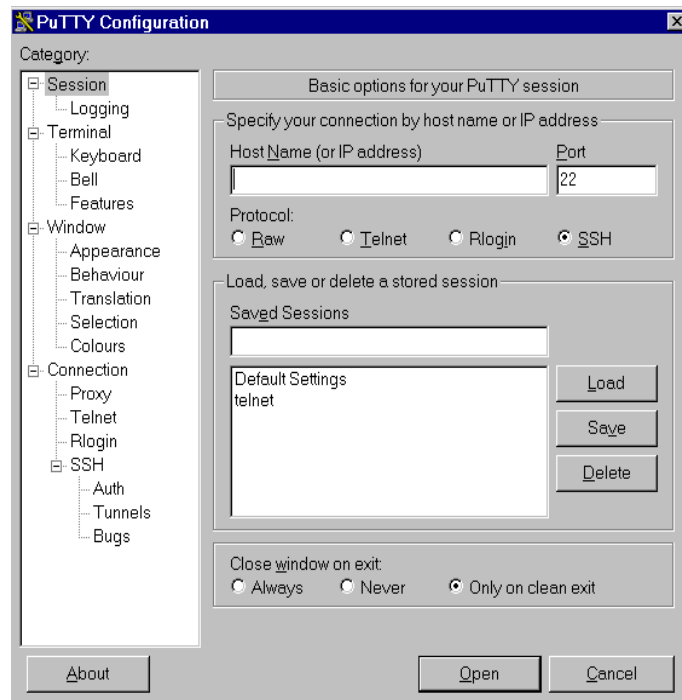 PuTTY Configuration
Category:
Session
Logging
Terminal
Keyboard
Bell
Features
Window
Appearance
Behaviour
Translation
Selection
Colours
Connection
Proxy
Telnet
Rlogin
SSH
Auth
Tunnels
Bugs
Basic options for your PuTTY session
Specify your connection by host name or IP address
Host Name (or IP address) Port
22
Protocol:
Raw Telnet Rlogin SSH
Load, save or delete a stored session
Saved Sessions
Default Settings
telnet
Load
Save
Delete
Close window on exit:
Always Never Only on clean exit
About Open Cancel